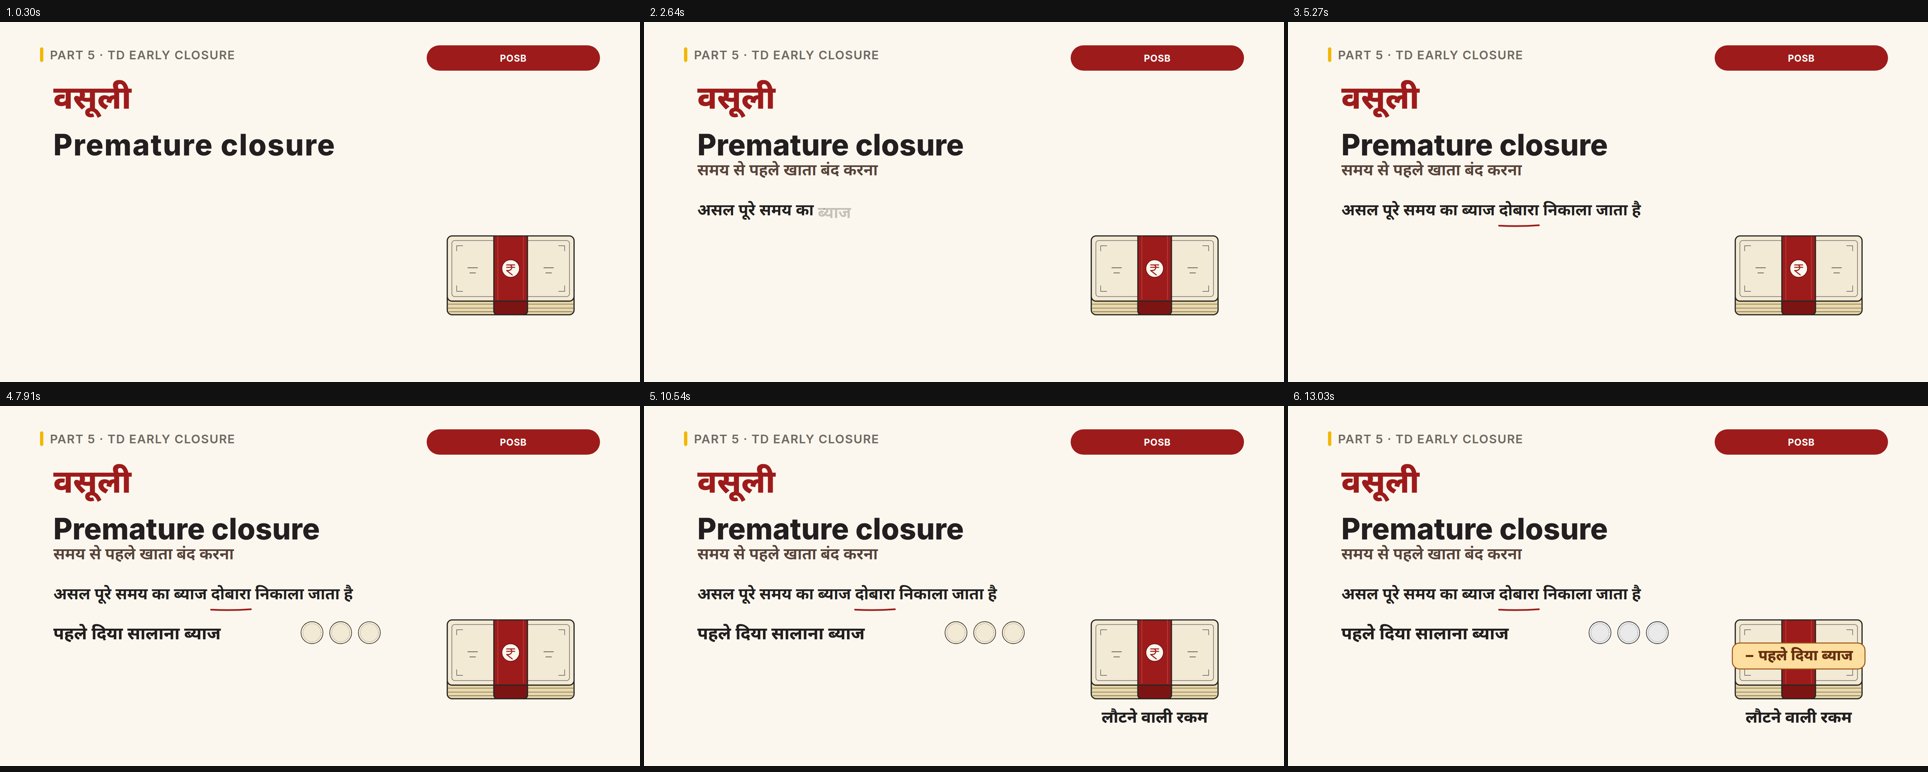 1. 0.30s
PART 5 · TD EARLY CLOSURE
POSB
वसूली
Premature closure
₹
2. 2.64s
PART 5 · TD EARLY CLOSURE
POSB
वसूली
Premature closure
समय से पहले खाता बंद करना
असल पूरे समय का ब्याज
₹
3. 5.27s
PART 5 · TD EARLY CLOSURE
POSB
वसूली
Premature closure
समय से पहले खाता बंद करना
असल पूरे समय का ब्याज दोबारा निकाला जाता है
₹
4. 7.91s
PART 5 · TD EARLY CLOSURE
POSB
वसूली
Premature closure
समय से पहले खाता बंद करना
असल पूरे समय का ब्याज दोबारा निकाला जाता है
पहले दिया सालाना ब्याज
₹
5. 10.54s
PART 5 · TD EARLY CLOSURE
POSB
वसूली
Premature closure
समय से पहले खाता बंद करना
असल पूरे समय का ब्याज दोबारा निकाला जाता है
पहले दिया सालाना ब्याज
₹
लौटने वाली रकम
6. 13.03s
PART 5 · TD EARLY CLOSURE
POSB
वसूली
Premature closure
समय से पहले खाता बंद करना
असल पूरे समय का ब्याज दोबारा निकाला जाता है
पहले दिया सालाना ब्याज
– पहले दिया ब्याज
लौटने वाली रकम